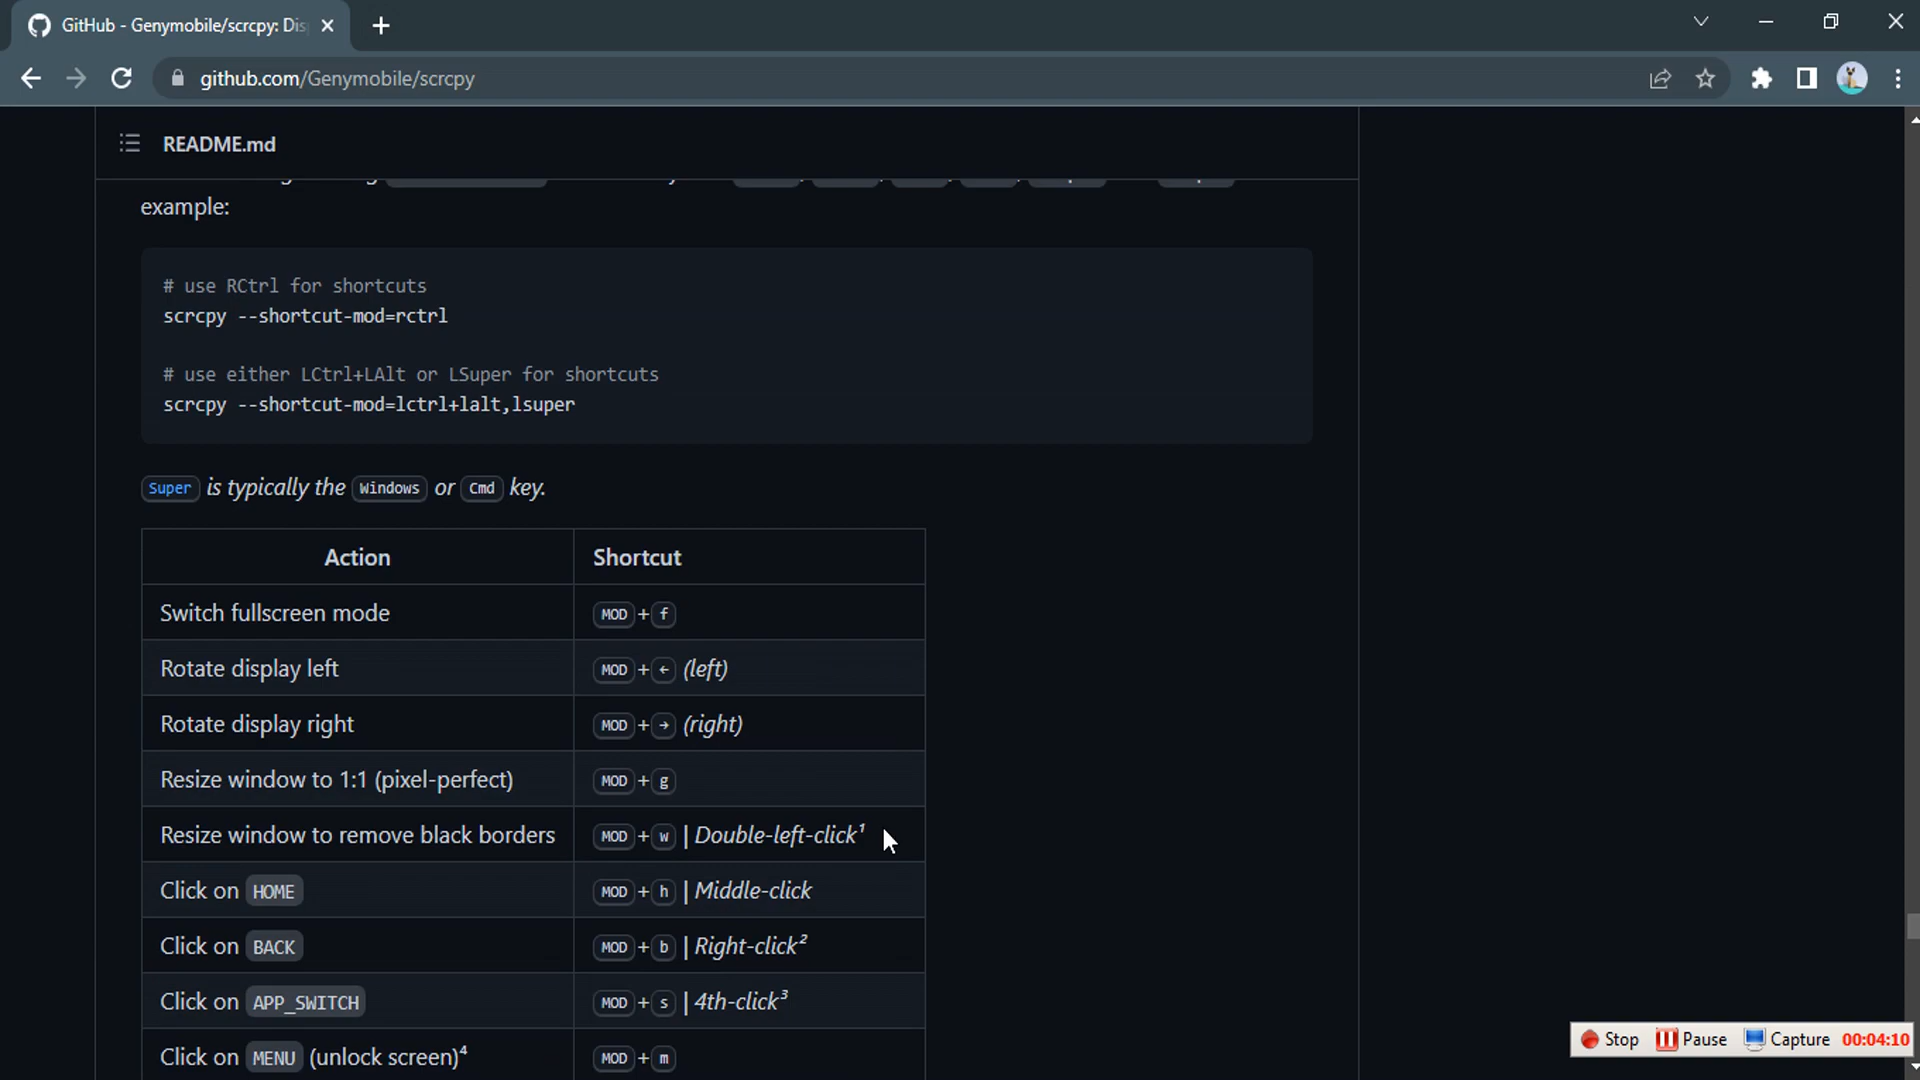 GitHub - Genymobile/scrcpy: Dis
github.com/Genymobile/scrcpy
README.md
example:
# use RCtrl for shortcuts
scrcpy --shortcut-mod=rctrl
# use either LCtrl+LAlt or LSuper for shortcuts
scrcpy --shortcut-mod=lctrl+lalt,lsuper
Super is typically the Windows or Cmd key.
Action Shortcut
Switch fullscreen mode MOD+f
Rotate display left MOD+← (left)
Rotate display right MOD+→ (right)
Resize window to 1:1 (pixel-perfect) MOD+g
Resize window to remove black borders MOD+w | Double-left-click¹
Click on HOME MOD+h | Middle-click
Click on BACK MOD+b | Right-click²
Click on APP_SWITCH MOD+s | 4th-click³
Click on MENU (unlock screen)⁴ MOD+m
Stop Pause Capture 00:04:10